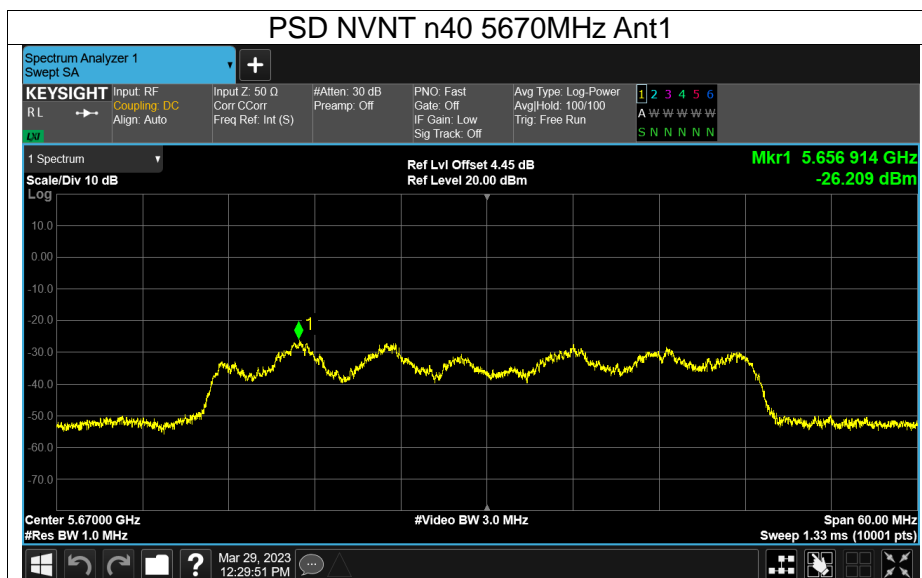 PSD NVNT n40 5670MHz Ant1
Spectrum Analyzer 1
Swept SA
+
KEYSIGHT
R L
LXI
Input: RF
Coupling: DC
Align: Auto
Input Z: 50 Ω
Corr CCorr
Freq Ref: Int (S)
#Atten: 30 dB
Preamp: Off
PNO: Fast
Gate: Off
IF Gain: Low
Sig Track: Off
Avg Type: Log-Power
Avg|Hold: 100/100
Trig: Free Run
1 2 3 4 5 6
A W W W W W
S N N N N N
1 Spectrum
Scale/Div 10 dB
Log
Ref Lvl Offset 4.45 dB
Ref Level 20.00 dBm
Mkr1 5.656 914 GHz
-26.209 dBm
10.0
0.00
-10.0
-20.0
-30.0
-40.0
-50.0
-60.0
-70.0
1
Center 5.67000 GHz
#Res BW 1.0 MHz
#Video BW 3.0 MHz
Span 60.00 MHz
Sweep 1.33 ms (10001 pts)
?
Mar 29, 2023
12:29:51 PM